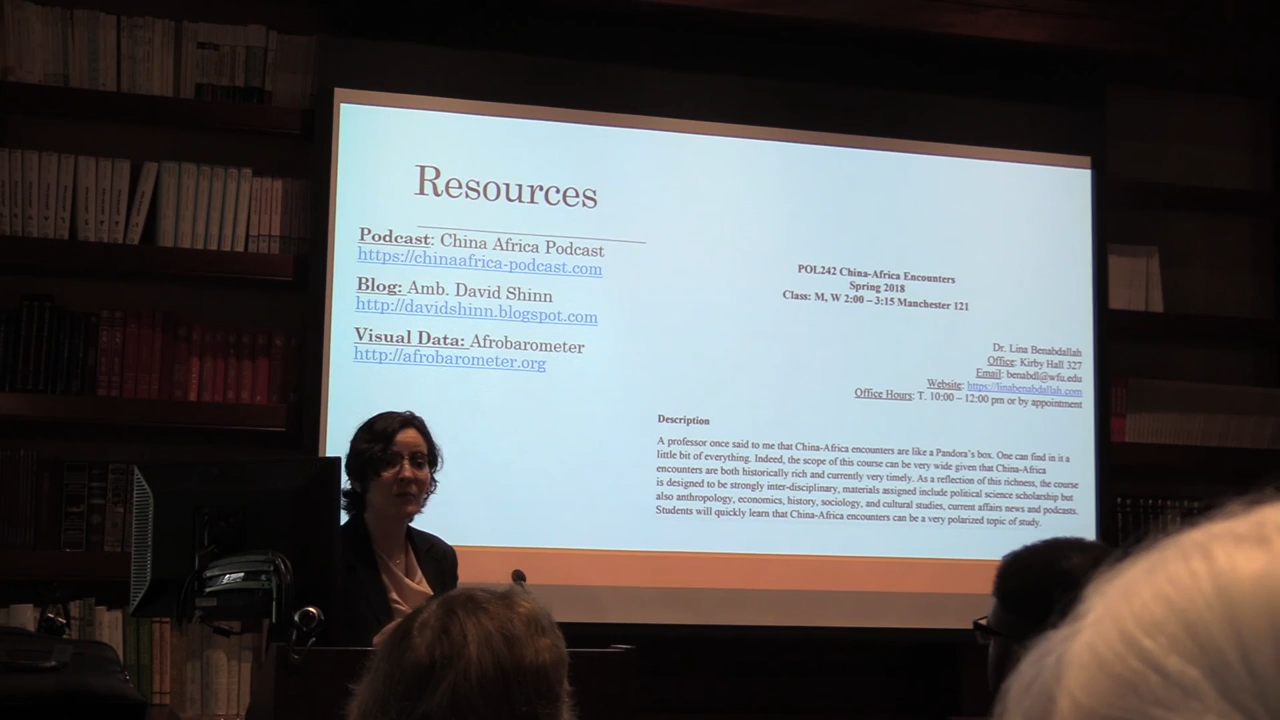 Resources
Podcast: China Africa Podcast
https://chinaafrica-podcast.com
Blog: Amb. David Shinn
http://davidshinn.blogspot.com
Visual Data: Afrobarometer
http://afrobarometer.org
POL242 China-Africa Encounters
Spring 2018
Class: M, W 2:00 – 3:15 Manchester 121
Dr. Lina Benabdallah
Office: Kirby Hall 327
Email: benabdl@wfu.edu
Website: https://linabenabdallah.com
Office Hours: T. 10:00 – 12:00 pm or by appointment
Description
A professor once said to me that China-Africa encounters are like a Pandora's box. One can find in it a
little bit of everything. Indeed, the scope of this course can be very wide given that China-Africa
encounters are both historically rich and currently very timely. As a reflection of this richness, the course
is designed to be strongly inter-disciplinary, materials assigned include political science scholarship but
also anthropology, economics, history, sociology, and cultural studies, current affairs news and podcasts.
Students will quickly learn that China-Africa encounters can be a very polarized topic of study.